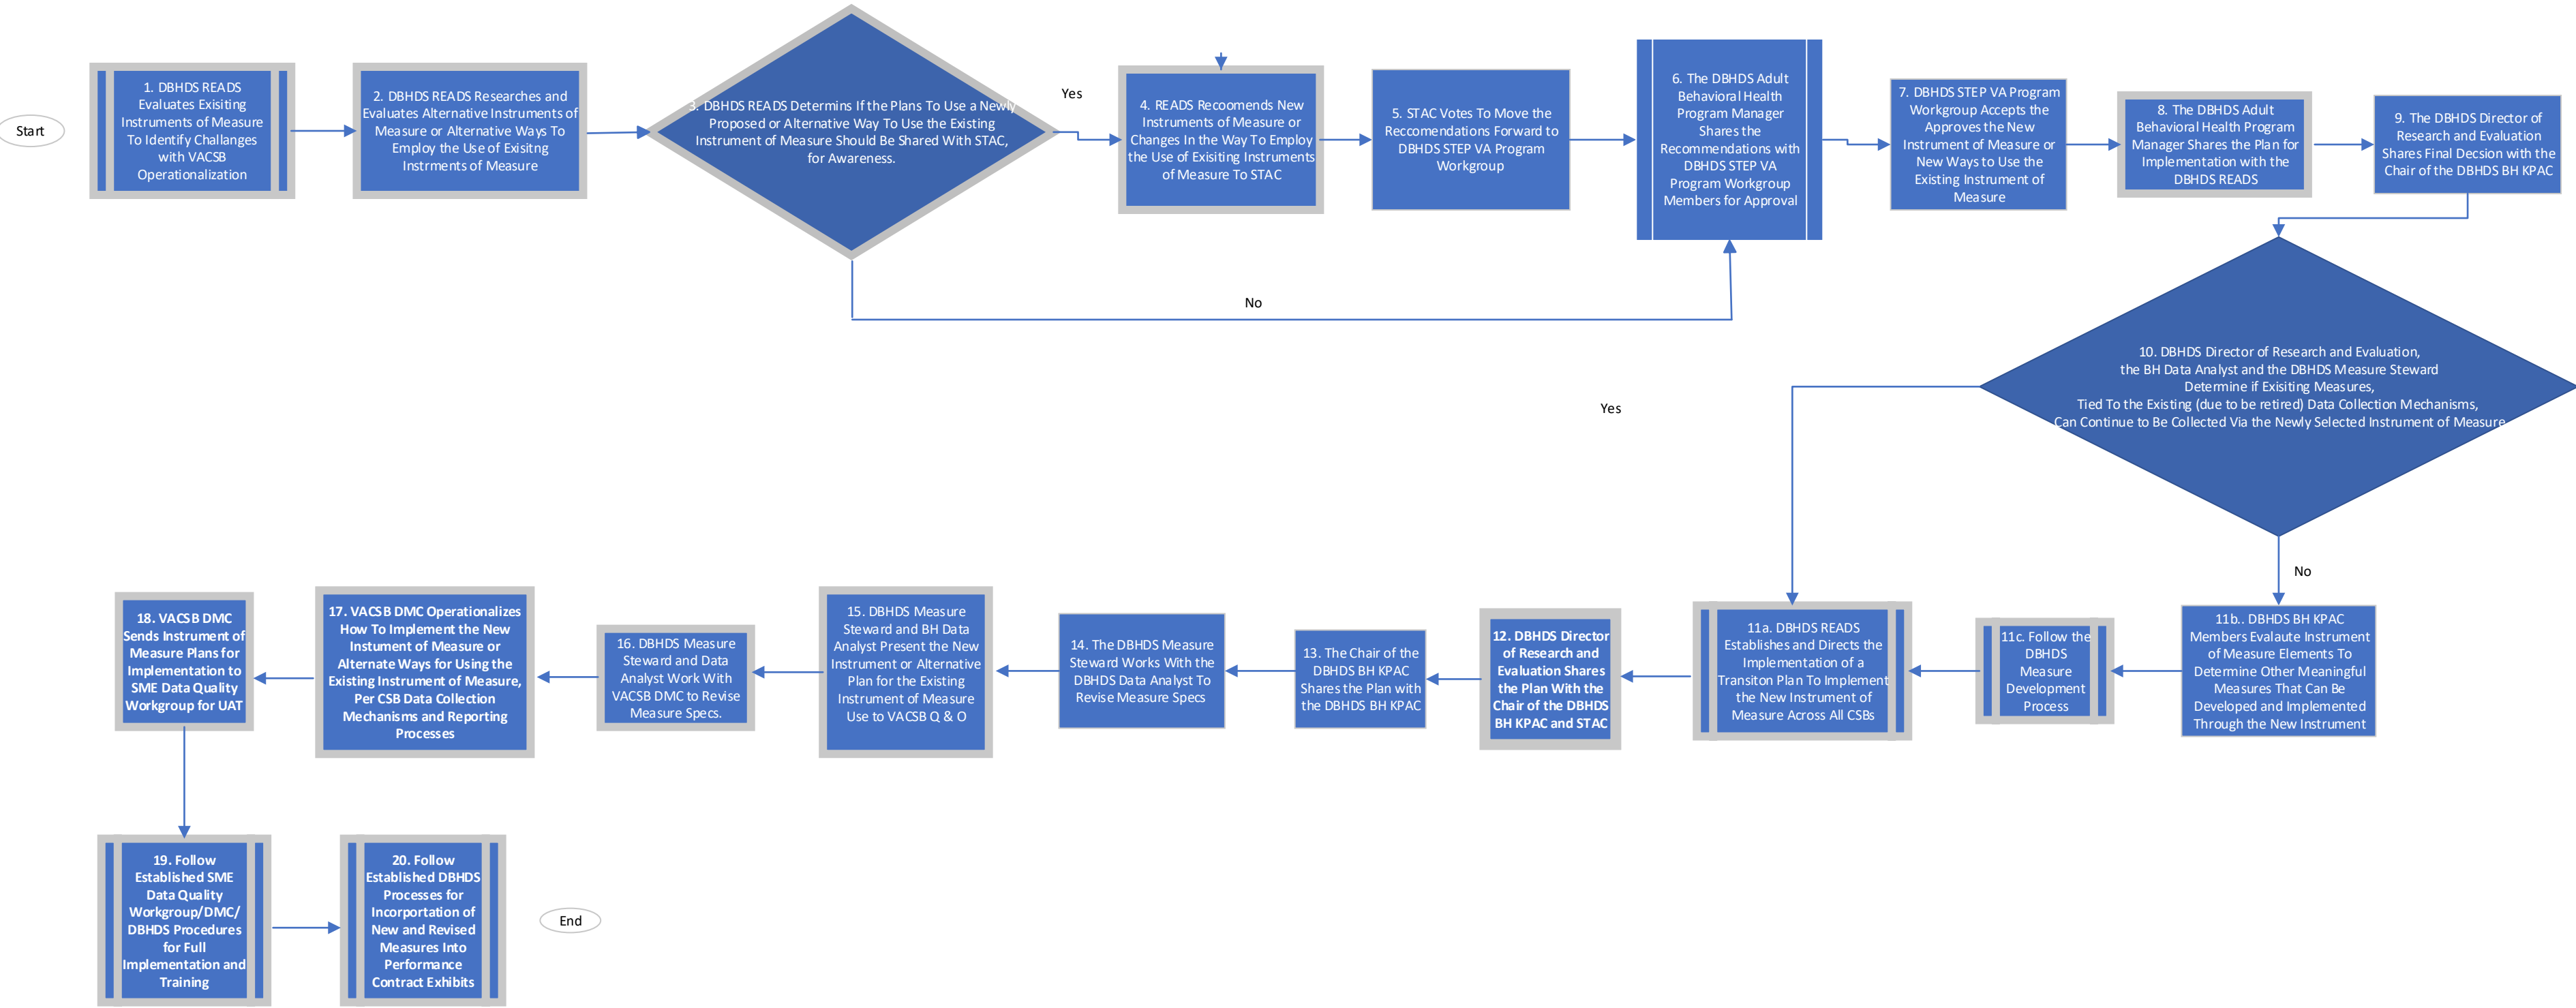 Start
1. DBHDS READS
Evaluates Exisiting
Instruments of Measure
To Identify Challanges
with VACSB
Operationalization
2. DBHDS READS Researches and
Evaluates Alternative Instruments of
Measure or Alternative Ways To
Employ the Use of Exisitng
Instrments of Measure
3. DBHDS READS Determins If the Plans To Use a Newly
Proposed or Alternative Way To Use the Existing
Instrument of Measure Should Be Shared With STAC,
for Awareness.
Yes
4. READS Recoomends New
Instruments of Measure or
Changes In the Way To Employ
the Use of Exisiting Instruments
of Measure To STAC
5. STAC Votes To Move the
Reccomendations Forward to
DBHDS STEP VA Program
Workgroup
6. The DBHDS Adult
Behavioral Health
Program Manager
Shares the
Recommendations with
DBHDS STEP VA
Program Workgroup
Members for Approval
7. DBHDS STEP VA Program
Workgroup Accepts the
Approves the New
Instrument of Measure or
New Ways to Use the
Existing Instrument of
Measure
8. The DBHDS Adult
Behavioral Health Program
Manager Shares the Plan for
Implementation with the
DBHDS READS
9. The DBHDS Director of
Research and Evaluation
Shares Final Decsion with the
Chair of the DBHDS BH KPAC
No
10. DBHDS Director of Research and Evaluation,
the BH Data Analyst and the DBHDS Measure Steward
Determine if Exisiting Measures,
Tied To the Existing (due to be retired) Data Collection Mechanisms,
Can Continue to Be Collected Via the Newly Selected Instrument of Measure
Yes
No
11b.. DBHDS BH KPAC
Members Evalaute Instrument
of Measure Elements To
Determine Other Meaningful
Measures That Can Be
Developed and Implemented
Through the New Instrument
11c. Follow the
DBHDS
Measure
Development
Process
11a. DBHDS READS
Establishes and Directs the
Implementation of a
Transiton Plan To Implement
the New Instrument of
Measure Across All CSBs
12. DBHDS Director
of Research and
Evaluation Shares
the Plan With the
Chair of the DBHDS
BH KPAC and STAC
13. The Chair of the
DBHDS BH KPAC
Shares the Plan with
the DBHDS BH KPAC
14. The DBHDS Measure
Steward Works With the
DBHDS Data Analyst To
Revise Measure Specs
15. DBHDS Measure
Steward and BH Data
Analyst Present the New
Instrument or Alternative
Plan for the Existing
Instrument of Measure
Use to VACSB Q & O
16. DBHDS Measure
Steward and Data
Analyst Work With
VACSB DMC to Revise
Measure Specs.
17. VACSB DMC Operationalizes
How To Implement the New
Instument of Measure or
Alternate Ways for Using the
Existing Instrument of Measure,
Per CSB Data Collection
Mechanisms and Reporting
Processes
18. VACSB DMC
Sends Instrument of
Measure Plans for
Implementation to
SME Data Quality
Workgroup for UAT
19. Follow
Established SME
Data Quality
Workgroup/DMC/
DBHDS Procedures
for Full
Implementation and
Training
20. Follow
Established DBHDS
Processes for
Incorportation of
New and Revised
Measures Into
Performance
Contract Exhibits
End